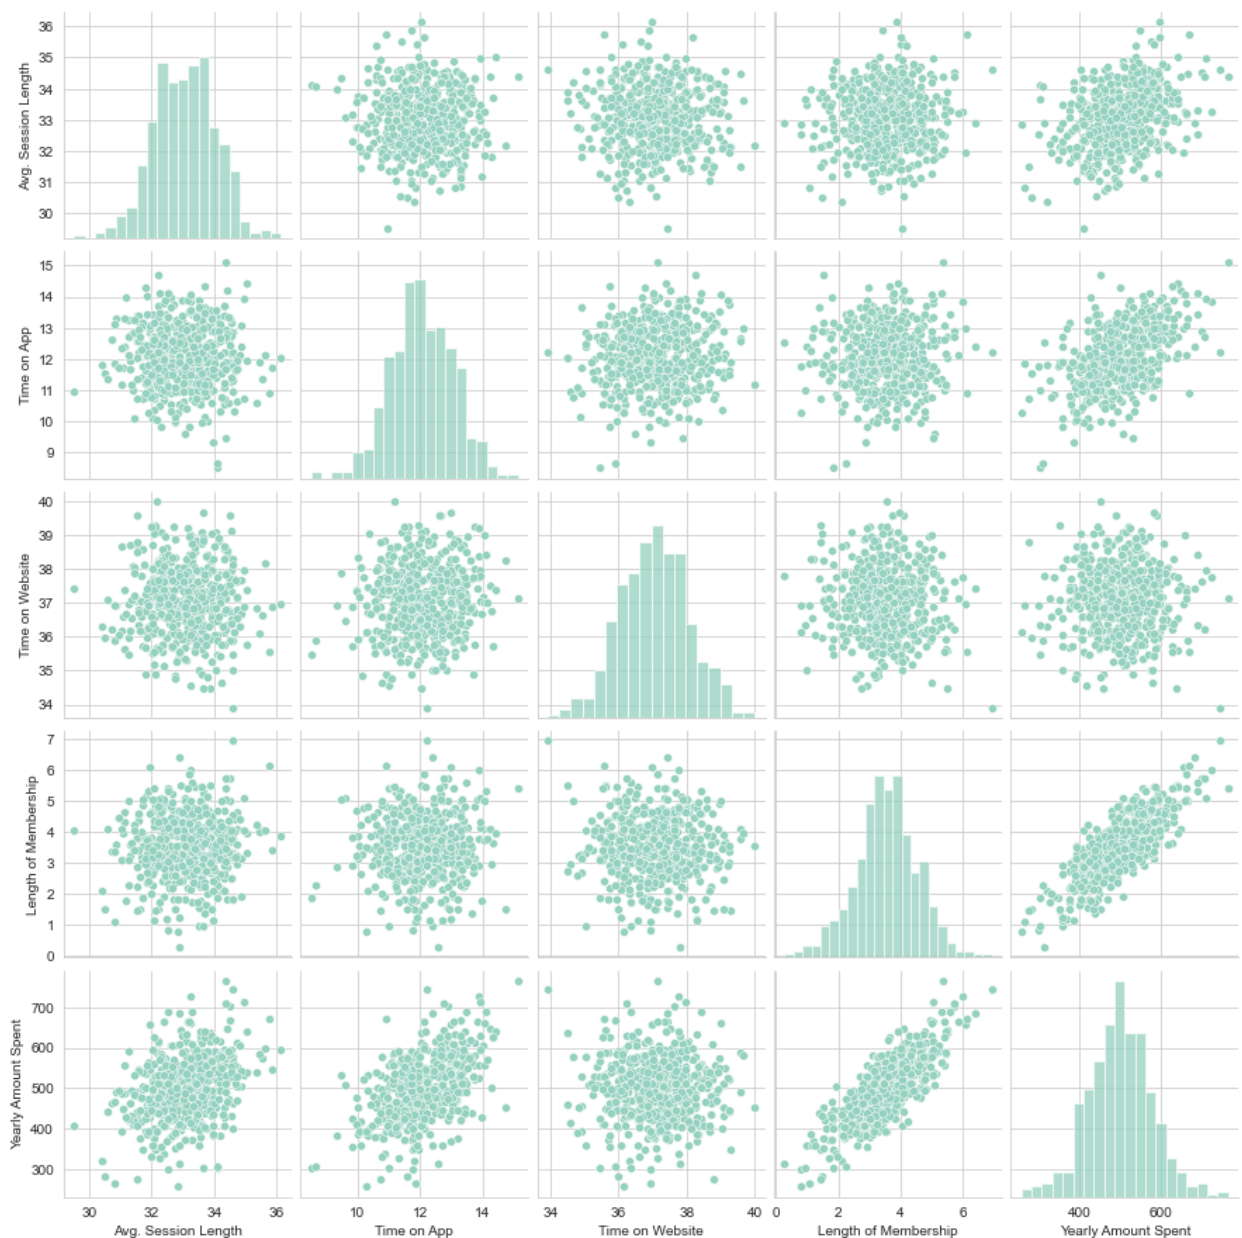 36
35
34
33
32
31
30
Avg. Session Length
15
14
13
12
11
10
9
Time on App
40
39
38
37
36
35
34
Time on Website
7
6
5
4
3
2
1
0
Length of Membership
700
600
500
400
300
Yearly Amount Spent
30 32 34 36
Avg. Session Length
10 12 14
Time on App
34 36 38 40
Time on Website
0 2 4 6
Length of Membership
400 600
Yearly Amount Spent